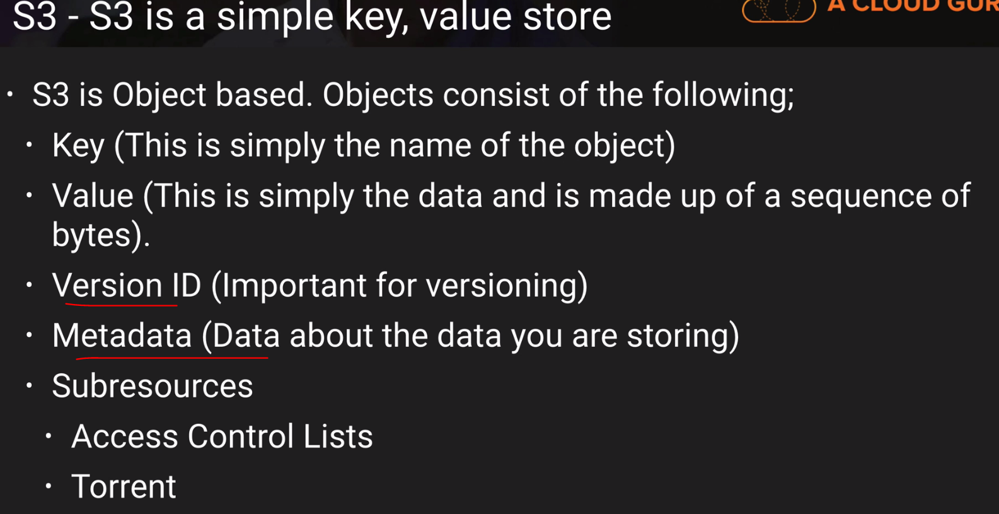 S3 - S3 is a simple key, value store
A CLOUD GUR
• S3 is Object based. Objects consist of the following;
• Key (This is simply the name of the object)
• Value (This is simply the data and is made up of a sequence of
bytes).
• Version ID (Important for versioning)
• Metadata (Data about the data you are storing)
• Subresources
• Access Control Lists
• Torrent